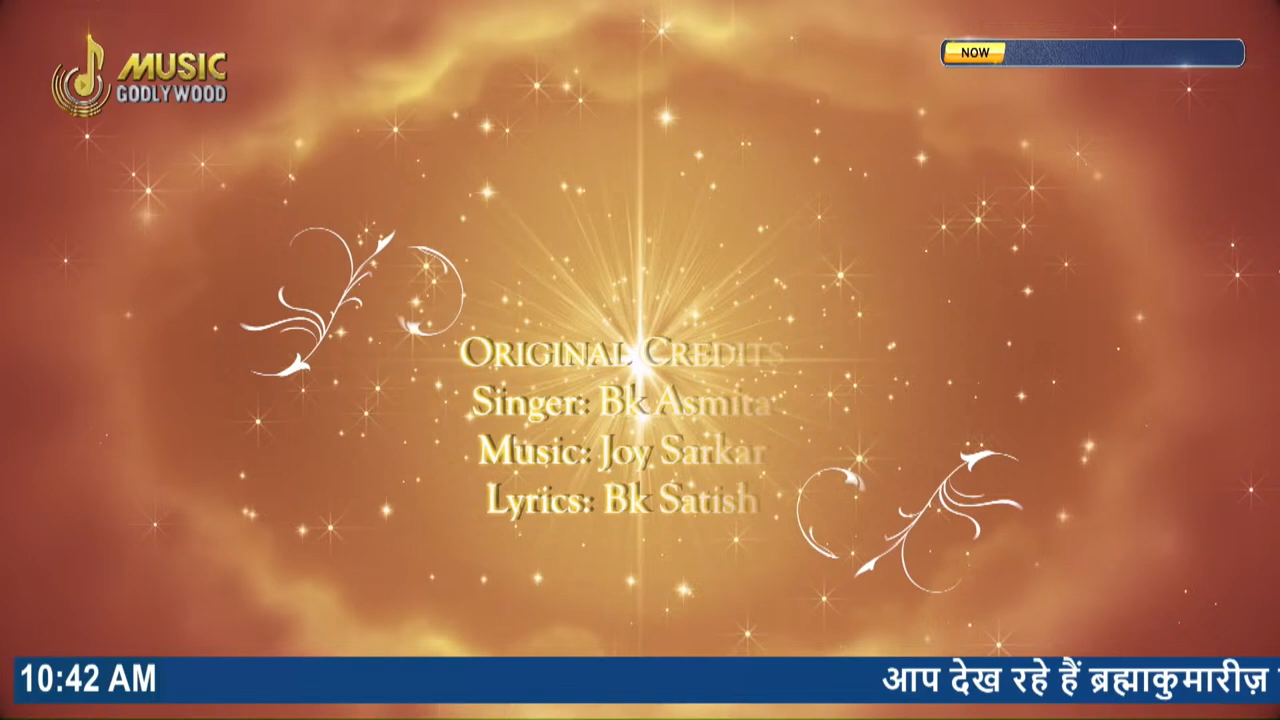 MUSIC
GODLYWOOD
NOW
ORIGINAL CREDITS
Singer: Bk Asmita
Music: Joy Sarkar
Lyrics: Bk Satish
10:42 AM
आप देख रहे हैं ब्रह्माकुमारीज़